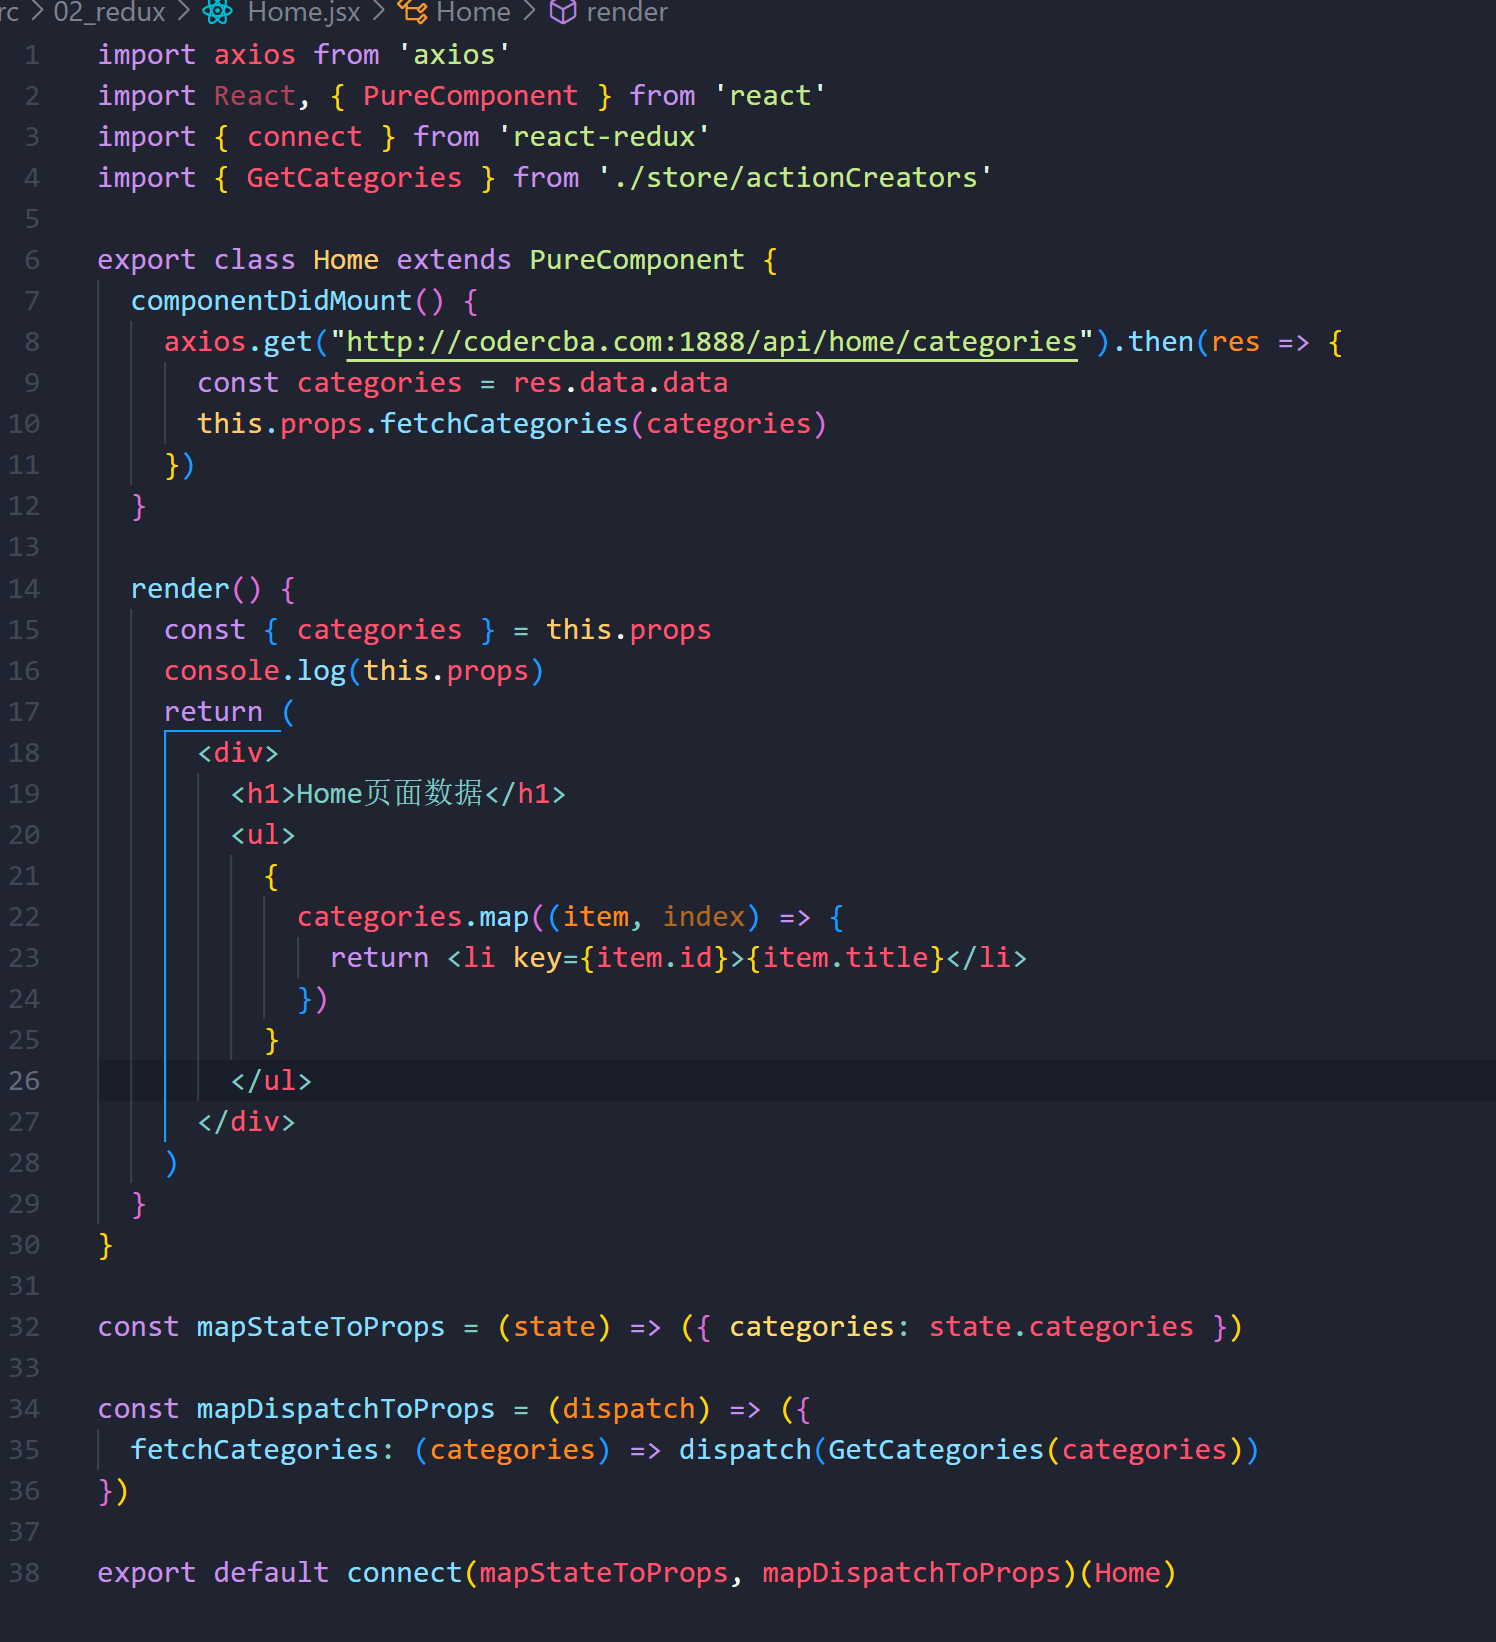 rc > 02_redux > Home.jsx > Home > render
1 import axios from 'axios'
2 import React, { PureComponent } from 'react'
3 import { connect } from 'react-redux'
4 import { GetCategories } from './store/actionCreators'
5
6 export class Home extends PureComponent {
7   componentDidMount() {
8     axios.get("http://codercba.com:1888/api/home/categories").then(res => {
9       const categories = res.data.data
10       this.props.fetchCategories(categories)
11     })
12   }
13
14   render() {
15     const { categories } = this.props
16     console.log(this.props)
17     return (
18       <div>
19         <h1>Home页面数据</h1>
20         <ul>
21           {
22             categories.map((item, index) => {
23               return <li key={item.id}>{item.title}</li>
24             })
25           }
26         </ul>
27       </div>
28     )
29   }
30 }
31
32 const mapStateToProps = (state) => ({ categories: state.categories })
33
34 const mapDispatchToProps = (dispatch) => ({
35   fetchCategories: (categories) => dispatch(GetCategories(categories))
36 })
37
38 export default connect(mapStateToProps, mapDispatchToProps)(Home)